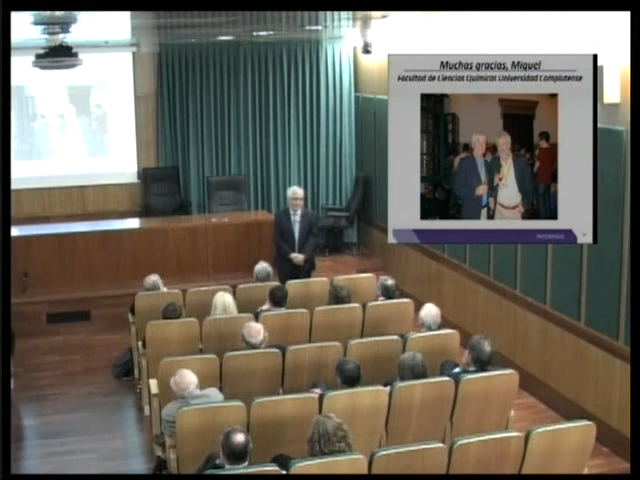 Muchas gracias, Miquel
Facultad de Ciencias Químicas Universidad Complutense